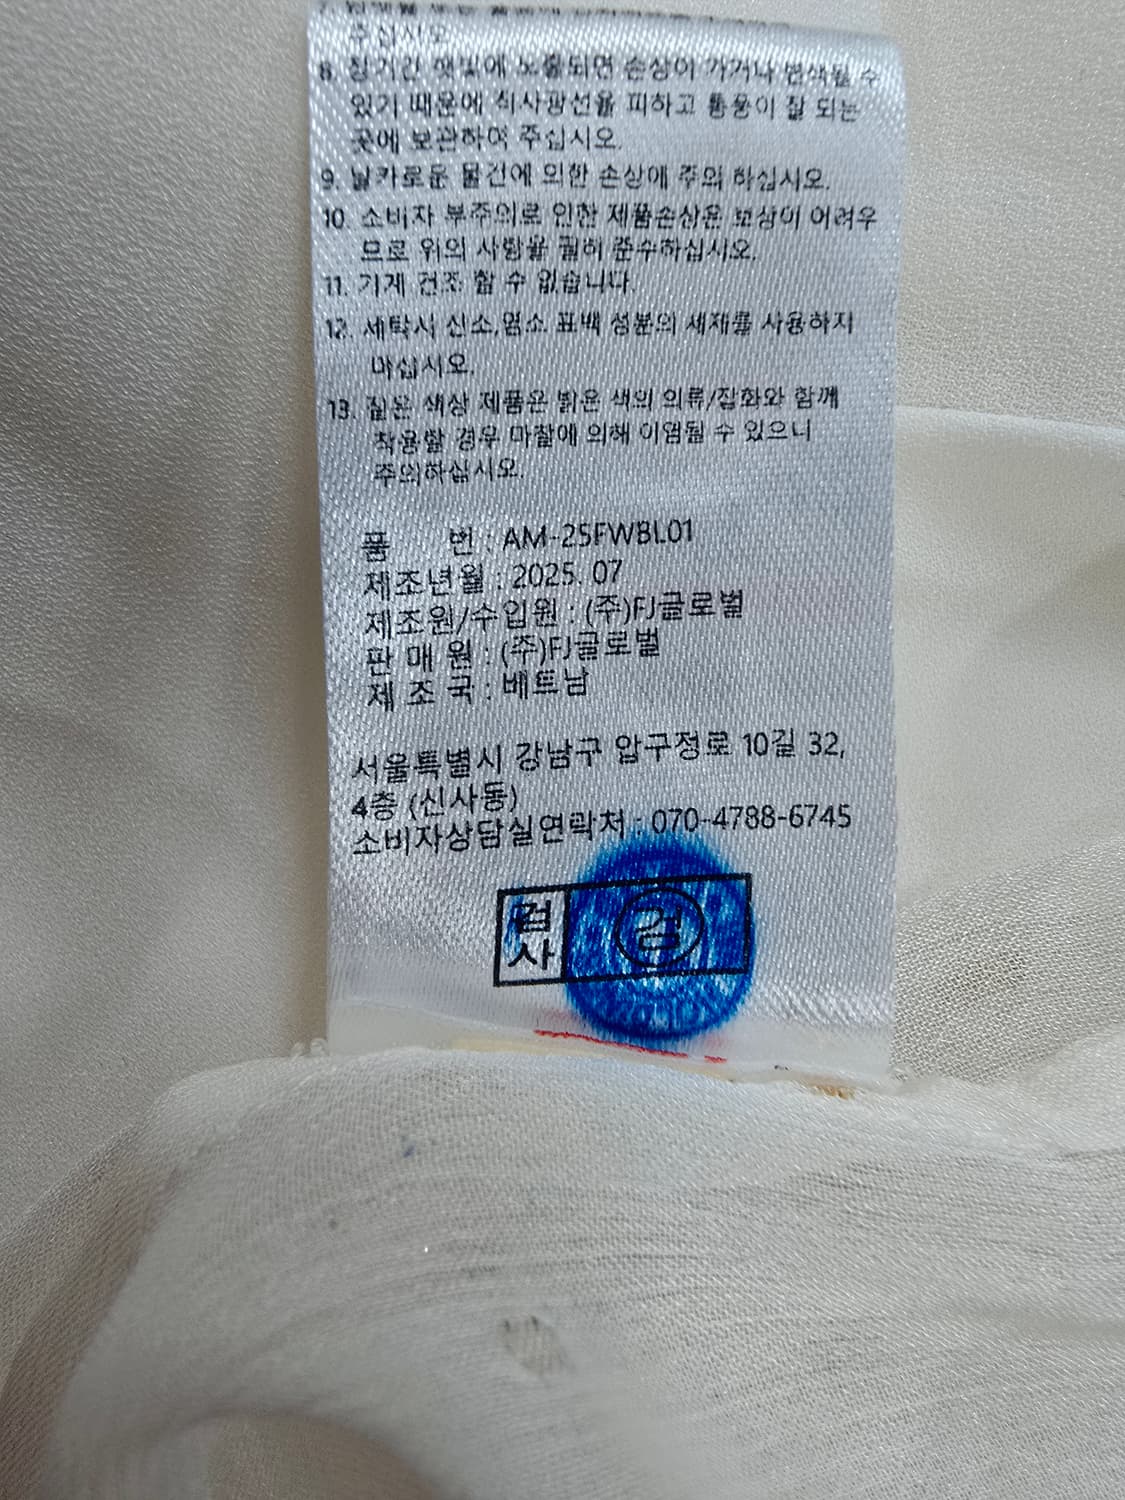 주십시오
8. 장기간 햇빛에 노출되면 손상이 가거나 변색될 수
있기 때문에 직사광선을 피하고 통풍이 잘 되는
곳에 보관하여 주십시오.
9. 날카로운 물건에 의한 손상에 주의 하십시오.
10. 소비자 부주의로 인한 제품손상은 보상이 어려우
므로 위의 사항을 필히 준수하십시오.
11. 기계 건조 할 수 없습니다.
12. 세탁시 산소,염소 표백 성분의 세제를 사용하지
마십시오.
13. 짙은 색상 제품은 밝은 색의 의류/잡화와 함께
착용할 경우 마찰에 의해 이염될 수 있으니
주의하십시오.
품 번 : AM-25FWBL01
제조년월 : 2025. 07
제조원/수입원 : (주)FJ글로벌
판 매 원 : (주)FJ글로벌
제 조 국 : 베트남
서울특별시 강남구 압구정로 10길 32,
4층 (신사동)
소비자상담실연락처 : 070-4788-6745
검사 검